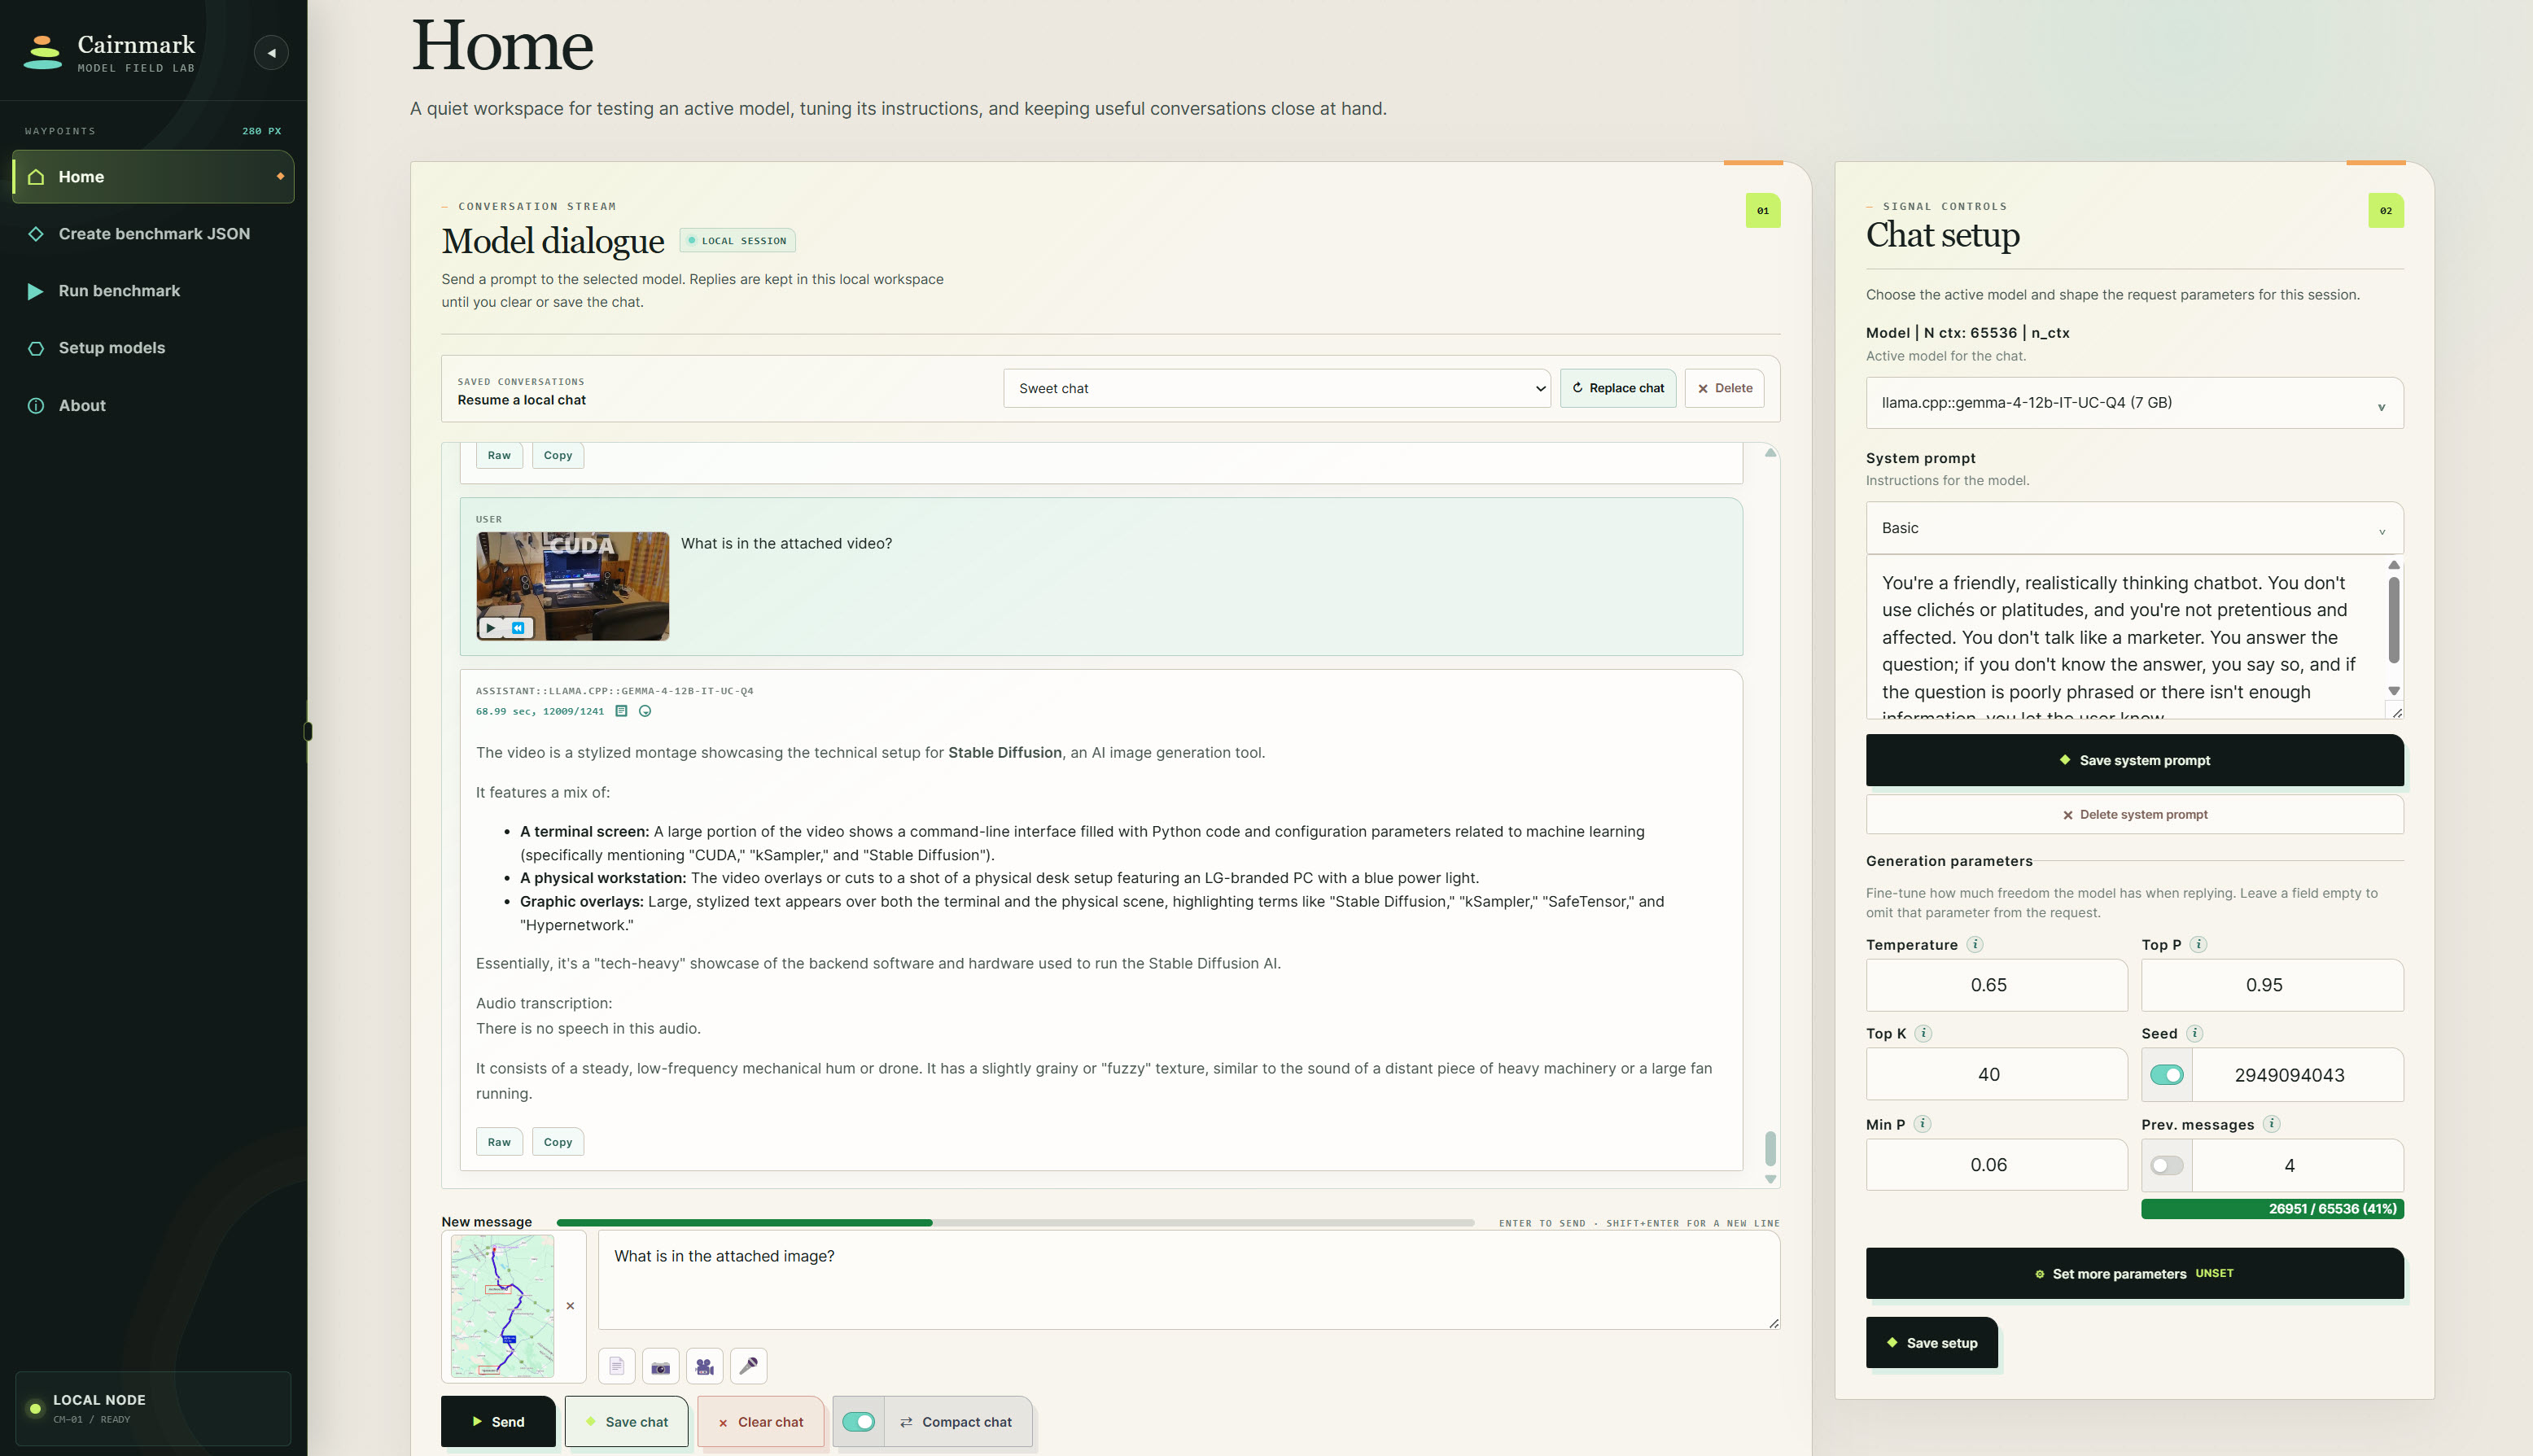 Cairnmark
MODEL FIELD LAB
WAYPOINTS
280 PX
Home
Create benchmark JSON
Run benchmark
Setup models
About
LOCAL NODE
CM-01 / READY
Home
A quiet workspace for testing an active model, tuning its instructions, and keeping useful conversations close at hand.
CONVERSATION STREAM
01
Model dialogue
LOCAL SESSION
Send a prompt to the selected model. Replies are kept in this local workspace
until you clear or save the chat.
SAVED CONVERSATIONS
Resume a local chat
Sweet chat
Replace chat
Delete
Raw
Copy
USER
CUDA
What is in the attached video?
ASSISTANT::LLAMA.CPP::GEMMA-4-12B-IT-UC-Q4
68.99 sec, 12009/1241
The video is a stylized montage showcasing the technical setup for Stable Diffusion, an AI image generation tool.
It features a mix of:
• A terminal screen: A large portion of the video shows a command-line interface filled with Python code and configuration parameters related to machine learning
(specifically mentioning "CUDA," "kSampler," and "Stable Diffusion").
• A physical workstation: The video overlays or cuts to a shot of a physical desk setup featuring an LG-branded PC with a blue power light.
• Graphic overlays: Large, stylized text appears over both the terminal and the physical scene, highlighting terms like "Stable Diffusion," "kSampler," "SafeTensor," and
"Hypernetwork."
Essentially, it's a "tech-heavy" showcase of the backend software and hardware used to run the Stable Diffusion AI.
Audio transcription:
There is no speech in this audio.
It consists of a steady, low-frequency mechanical hum or drone. It has a slightly grainy or "fuzzy" texture, similar to the sound of a distant piece of heavy machinery or a large fan
running.
Raw
Copy
New message
ENTER TO SEND · SHIFT+ENTER FOR A NEW LINE
What is in the attached image?
Send
Save chat
Clear chat
Compact chat
SIGNAL CONTROLS
02
Chat setup
Choose the active model and shape the request parameters for this session.
Model | N ctx: 65536 | n_ctx
Active model for the chat.
llama.cpp::gemma-4-12b-IT-UC-Q4 (7 GB)
System prompt
Instructions for the model.
Basic
You're a friendly, realistically thinking chatbot. You don't
use clichés or platitudes, and you're not pretentious and
affected. You don't talk like a marketer. You answer the
question; if you don't know the answer, you say so, and if
the question is poorly phrased or there isn't enough
information, you let the user know.
Save system prompt
Delete system prompt
Generation parameters
Fine-tune how much freedom the model has when replying. Leave a field empty to
omit that parameter from the request.
Temperature
Top P
0.65
0.95
Top K
Seed
40
2949094043
Min P
Prev. messages
0.06
4
26951 / 65536 (41%)
Set more parameters UNSET
Save setup